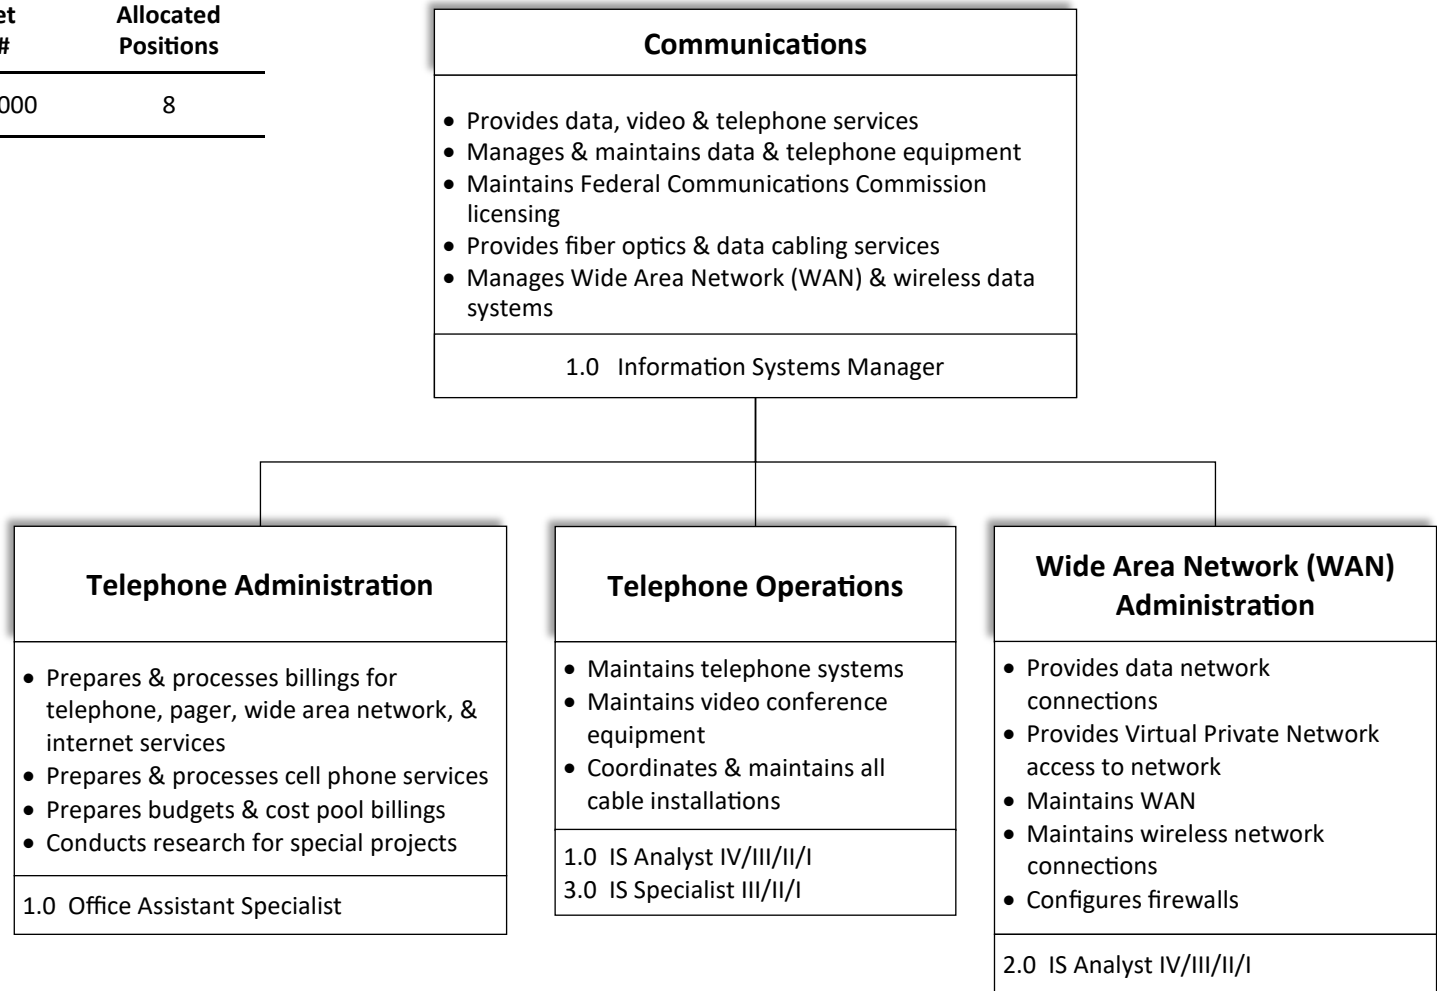 Allocated
Positions
#
8
Communications
• Provides data, video & telephone services
• Manages & maintains data & telephone equipment
• Maintains Federal Communications Commission
licensing
• Provides fiber optics & data cabling services
• Manages Wide Area Network (WAN) & wireless data
systems
1.0 Information Systems Manager
Telephone Administration
• Prepares & processes billings for
telephone, pager, wide area network, &
internet services
• Prepares & processes cell phone services
• Prepares budgets & cost pool billings
• Conducts research for special projects
1.0 Office Assistant Specialist
Telephone Operations
• Maintains telephone systems
• Maintains video conference
equipment
• Coordinates & maintains all
cable installations
1.0 IS Analyst IV/III/II/I
3.0 IS Specialist III/II/I
Wide Area Network (WAN)
Administration
• Provides data network
connections
• Provides Virtual Private Network
access to network
• Maintains WAN
• Maintains wireless network
connections
• Configures firewalls
2.0 IS Analyst IV/III/II/I